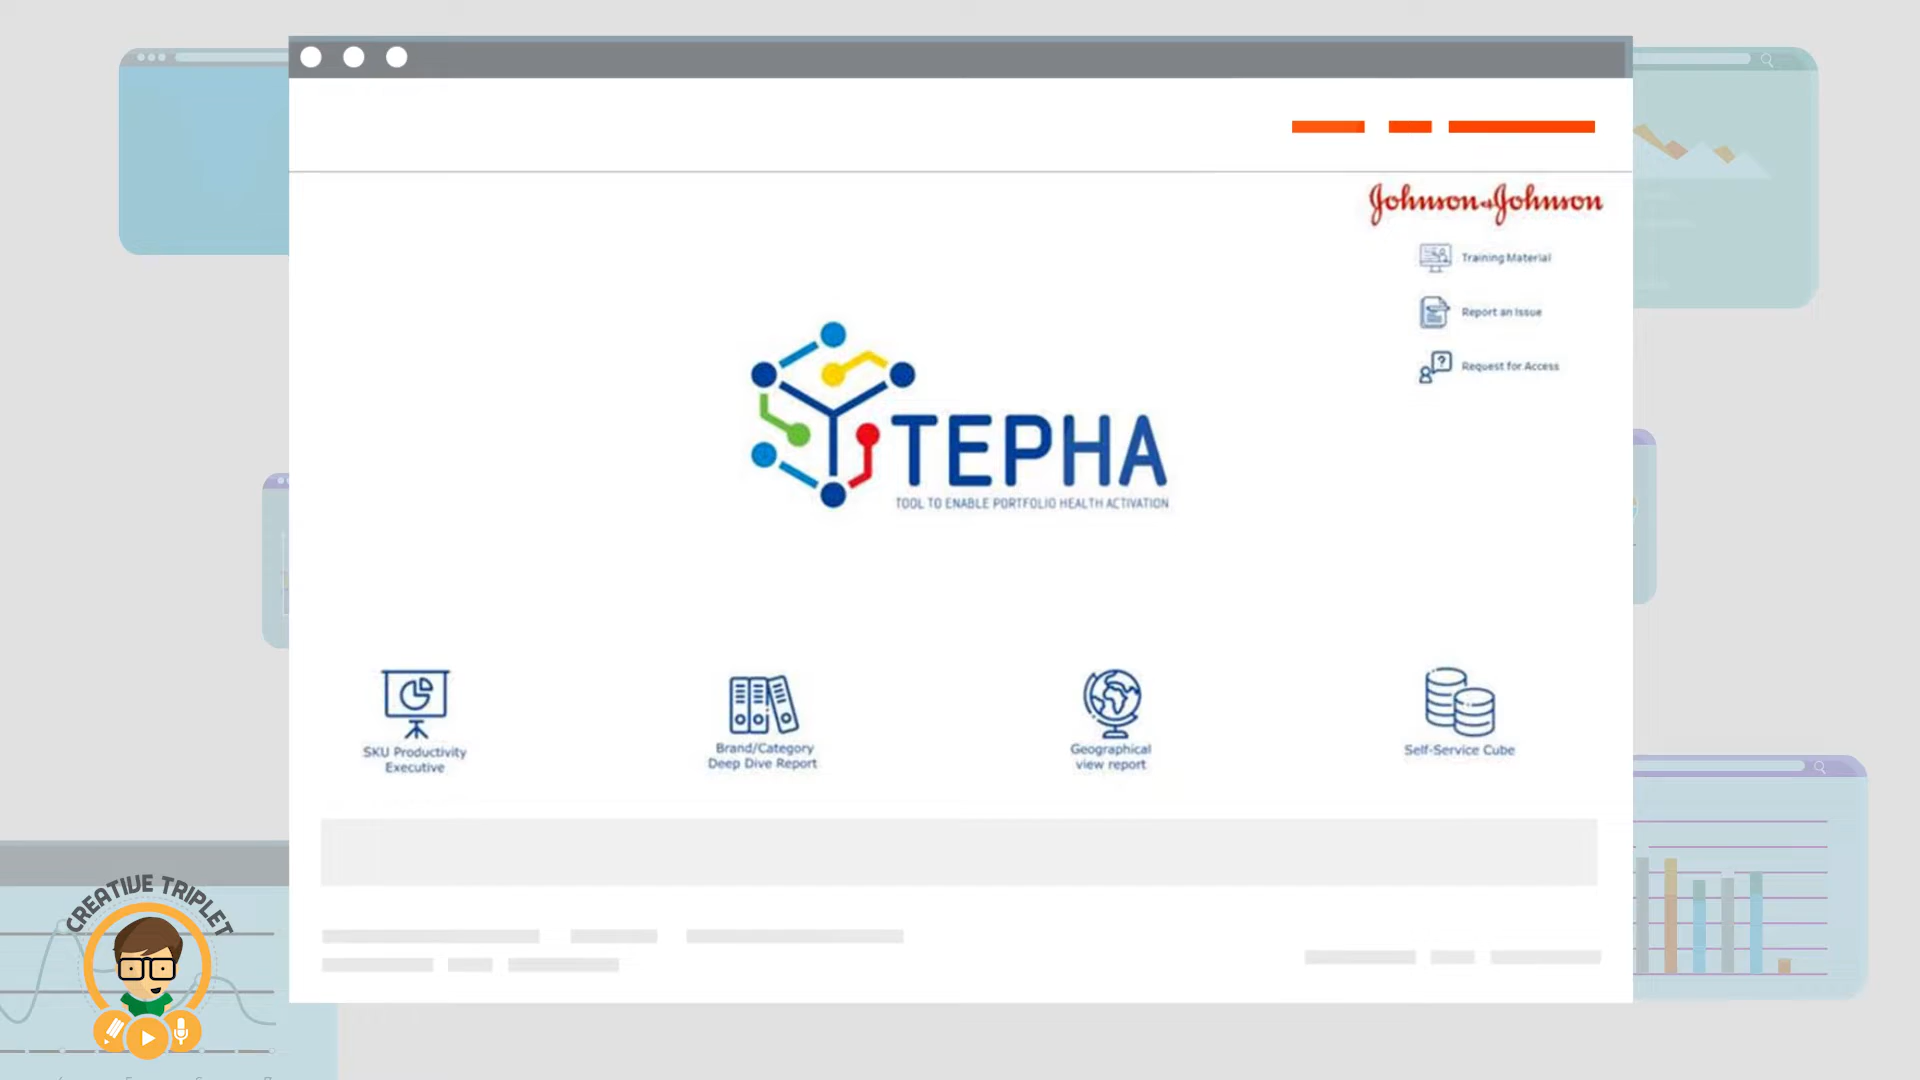 Johnson & Johnson
Training Material
Report an Issue
Request for Access
TEPHA
TOOL TO ENABLE PORTFOLIO HEALTH ACTIVATION
SKU Productivity
Executive
Brand/Category
Deep Dive Report
Geographical
view report
Self-Service Cube
CREATIVE TRIPLET